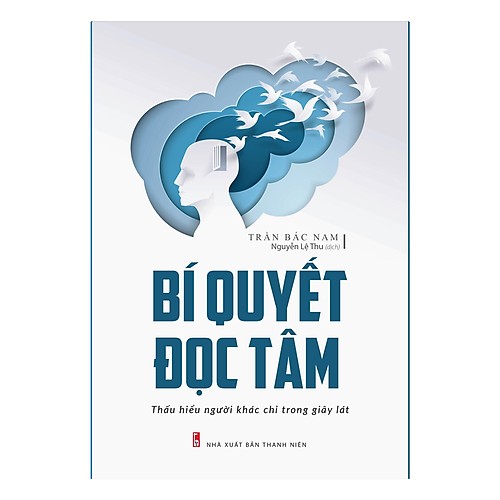 TRẦN BÁC NAM
Nguyễn Lệ Thu (dịch)
BÍ QUYẾT
ĐỌC TÂM
Thấu hiểu người khác chỉ trong giây lát
NHÀ XUẤT BẢN THANH NIÊN